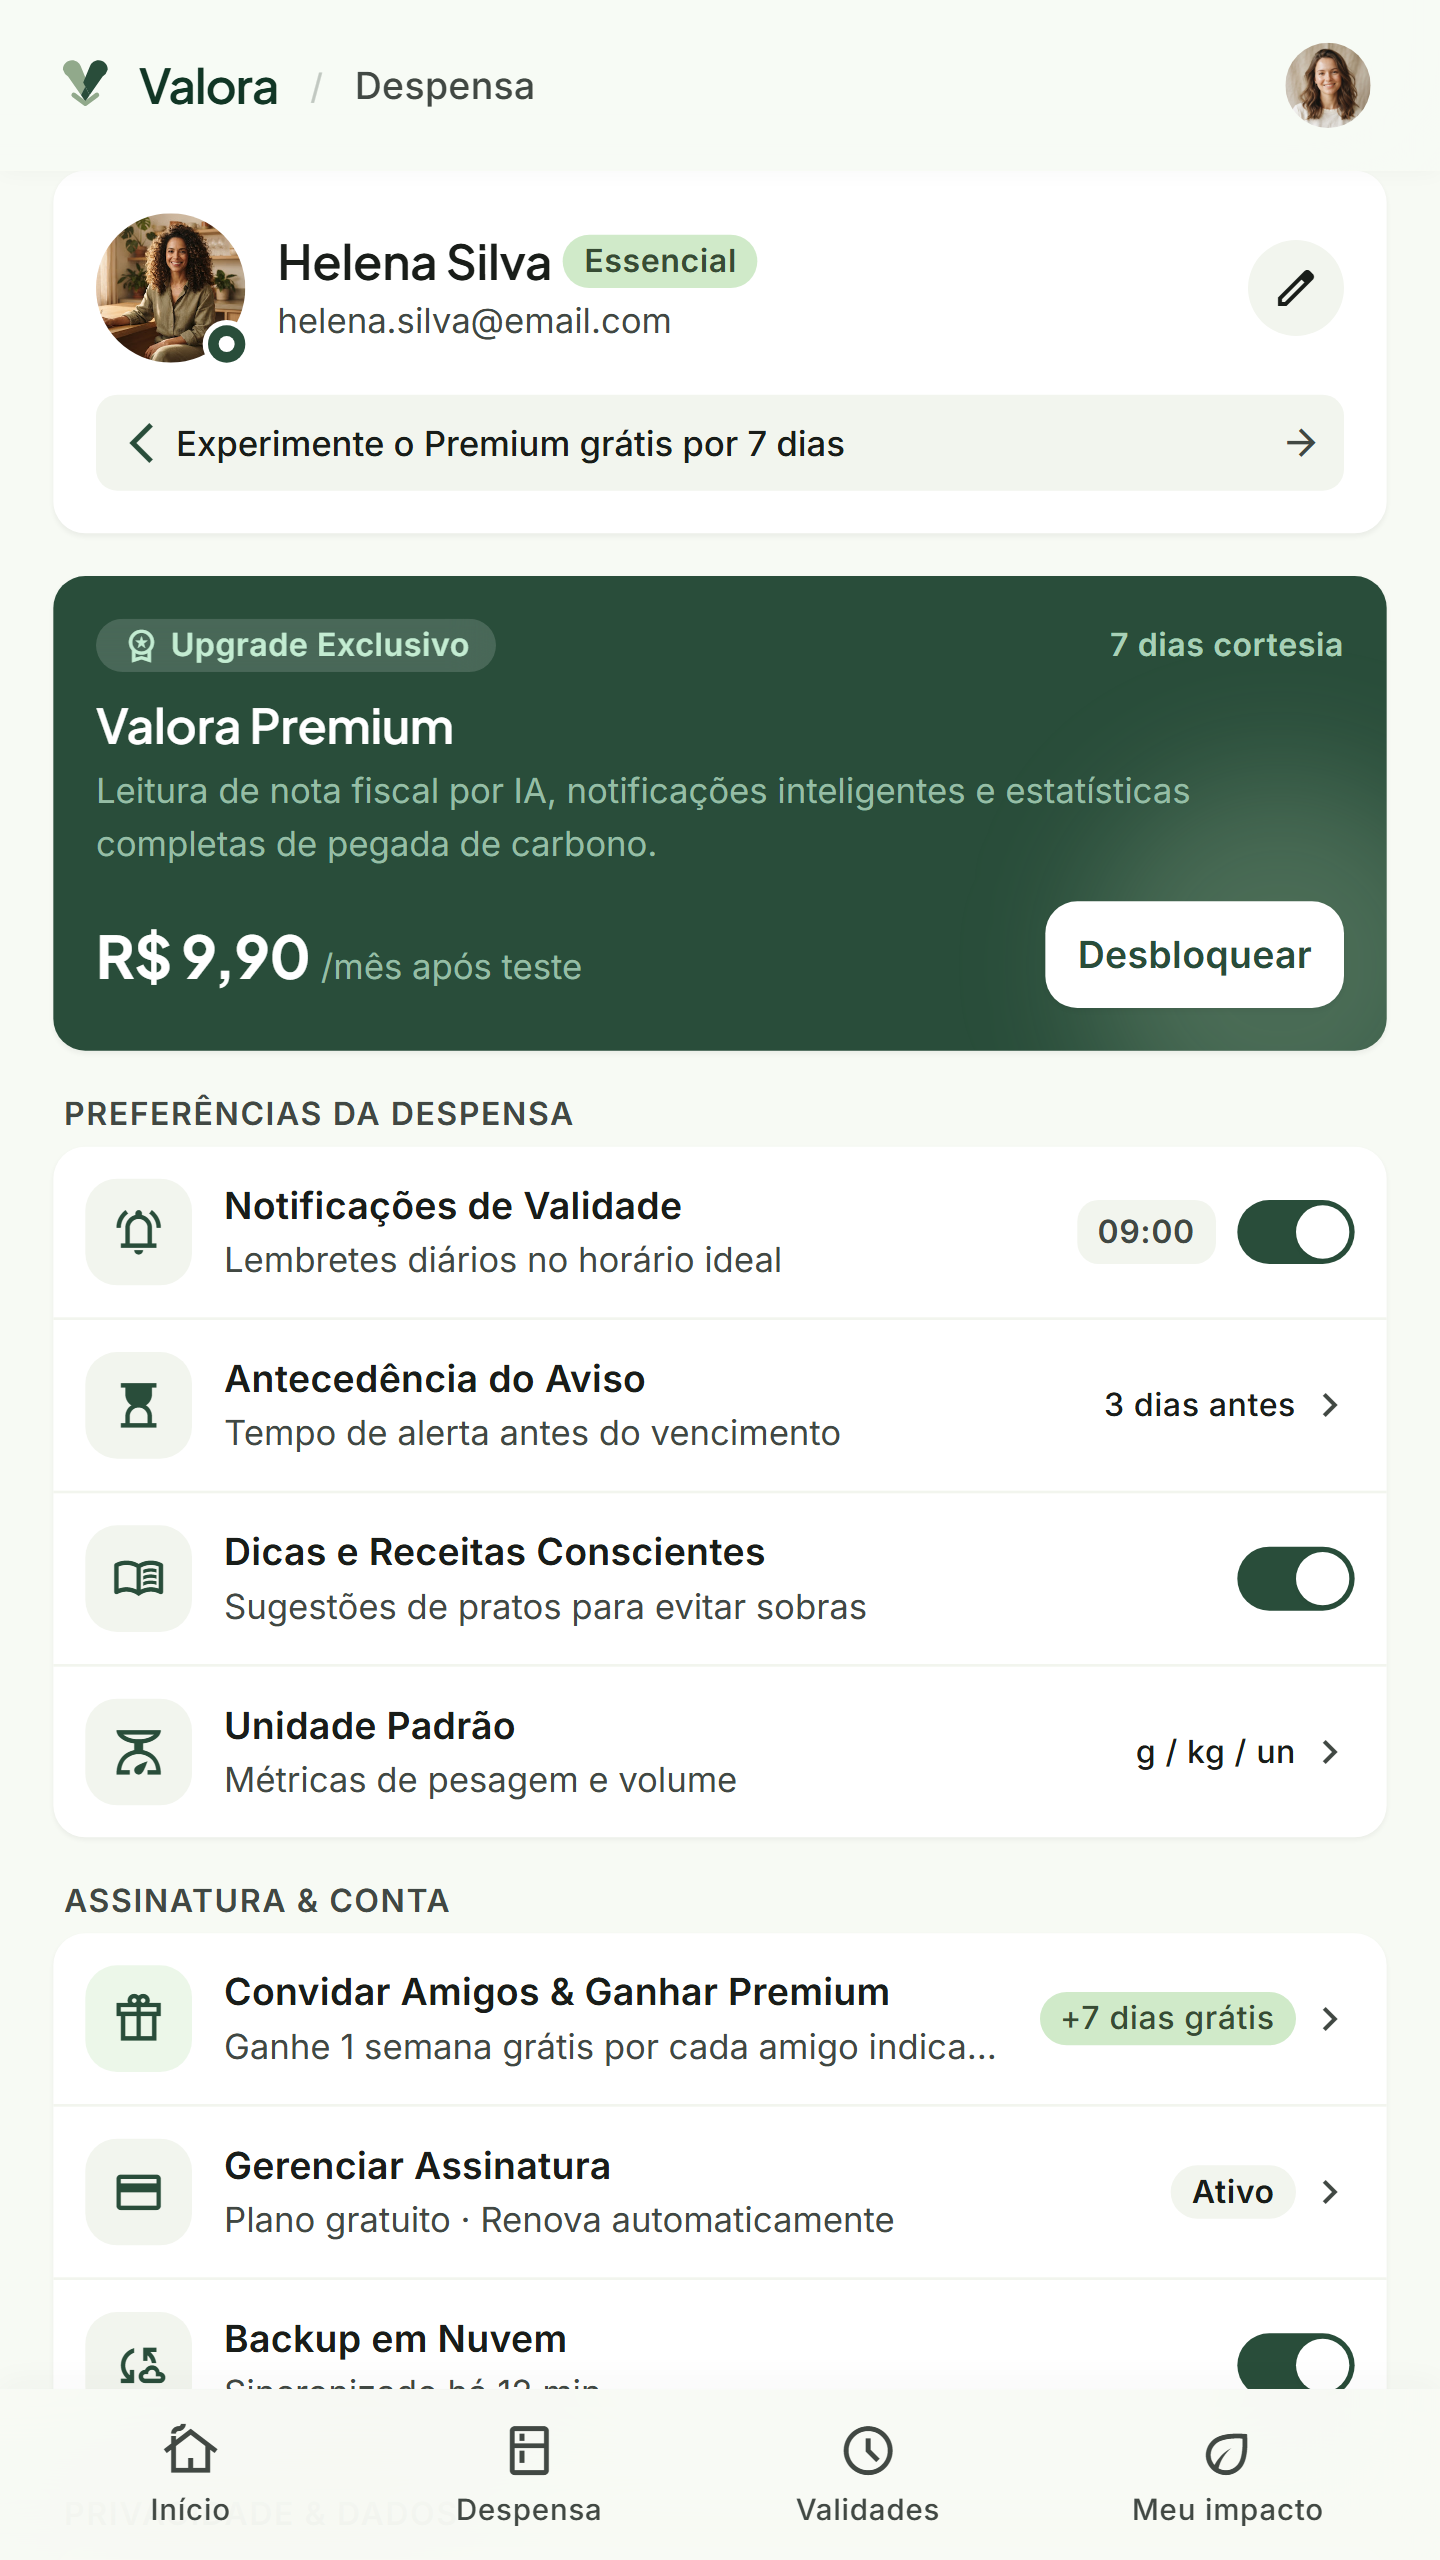 Valora / Despensa
Helena Silva Essencial
helena.silva@email.com
Experimente o Premium grátis por 7 dias
Upgrade Exclusivo 7 dias cortesia
Valora Premium
Leitura de nota fiscal por IA, notificações inteligentes e estatísticas
completas de pegada de carbono.
R$ 9,90 /mês após teste Desbloquear
PREFERÊNCIAS DA DESPENSA
Notificações de Validade
Lembretes diários no horário ideal
09:00
Antecedência do Aviso
Tempo de alerta antes do vencimento
3 dias antes
Dicas e Receitas Conscientes
Sugestões de pratos para evitar sobras
Unidade Padrão
Métricas de pesagem e volume
g / kg / un
ASSINATURA & CONTA
Convidar Amigos & Ganhar Premium
Ganhe 1 semana grátis por cada amigo indica...
+7 dias grátis
Gerenciar Assinatura
Plano gratuito · Renova automaticamente
Ativo
Backup em Nuvem
Sincronizado há 12 min
PRIVACIDADE & DADOS
Início Despensa Validades Meu impacto